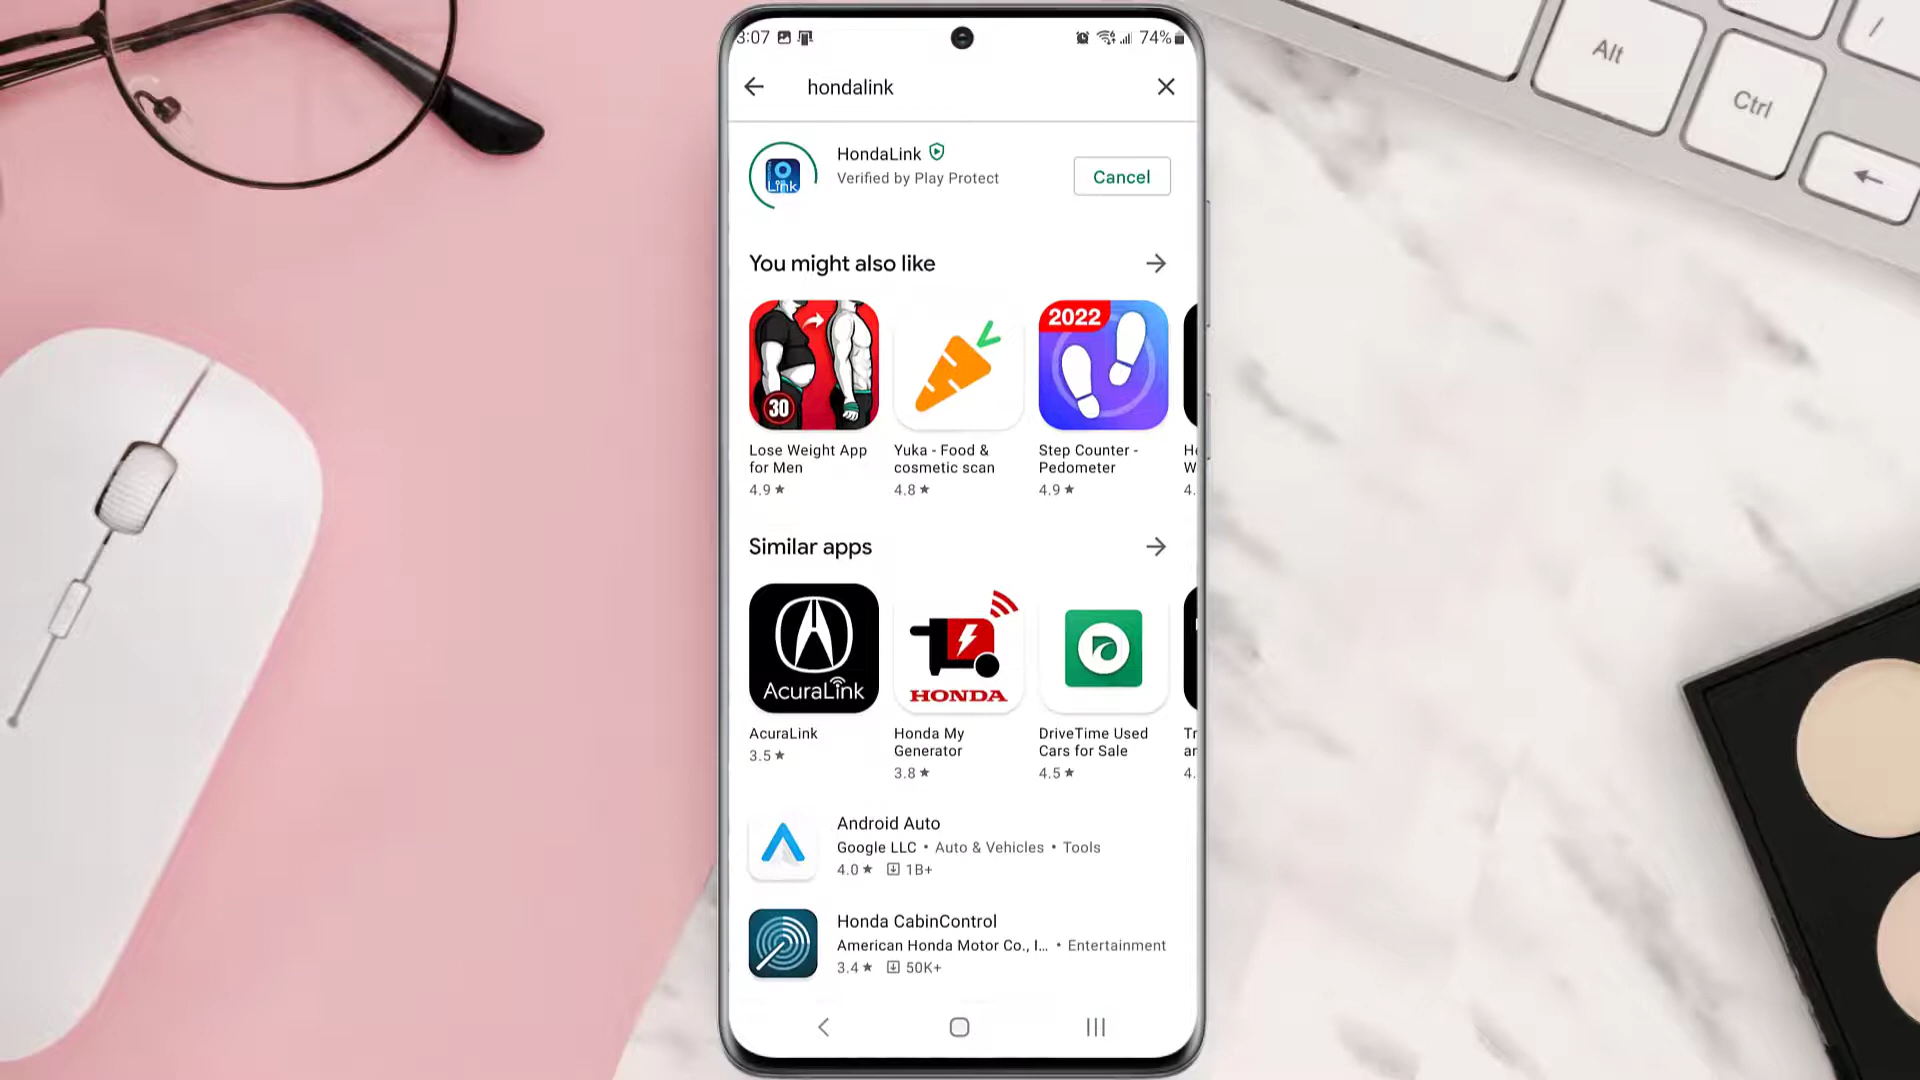 3:07 74%
hondalink
HondaLink
Verified by Play Protect
Cancel
Link
You might also like
30
2022
Lose Weight App
for Men
4.9 ★
Yuka - Food &
cosmetic scan
4.8 ★
Step Counter -
Pedometer
4.9 ★
4.
Similar apps
AcuraLink
HONDA
AcuraLink
3.5 ★
Honda My
Generator
3.8 ★
DriveTime Used
Cars for Sale
4.5 ★
4.
Android Auto
Google LLC • Auto & Vehicles • Tools
4.0 ★ 1B+
Honda CabinControl
American Honda Motor Co., I... • Entertainment
3.4 ★ 50K+
Alt
Ctrl
/